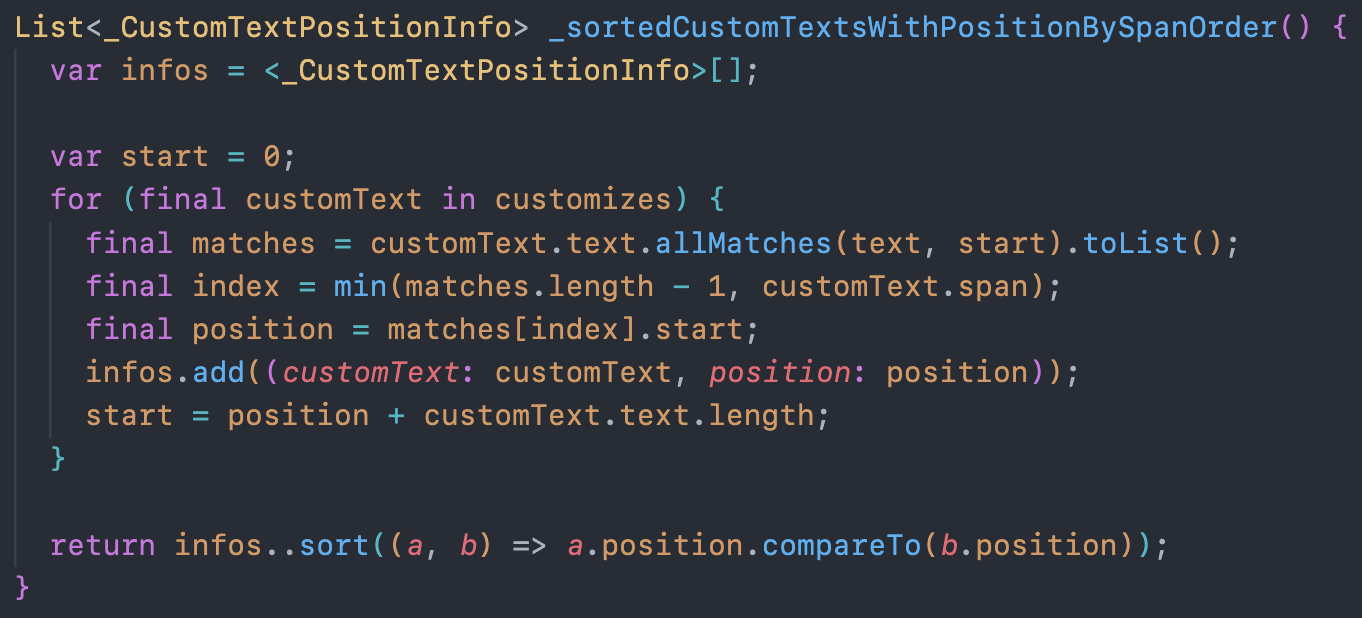 List<_CustomTextPositionInfo> _sortedCustomTextsWithPositionBySpanOrder() {
  var infos = <_CustomTextPositionInfo>[];

  var start = 0;
  for (final customText in customizes) {
    final matches = customText.text.allMatches(text, start).toList();
    final index = min(matches.length - 1, customText.span);
    final position = matches[index].start;
    infos.add((customText: customText, position: position));
    start = position + customText.text.length;
  }

  return infos..sort((a, b) => a.position.compareTo(b.position));
}